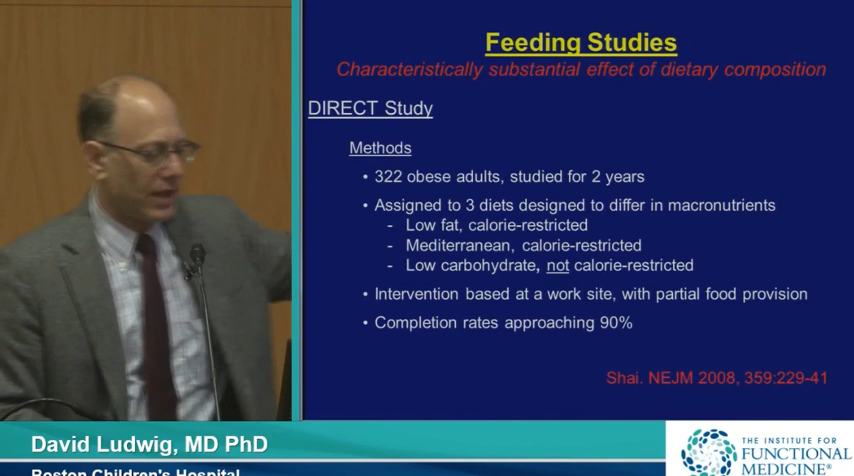 Feeding Studies
Characteristically substantial effect of dietary composition
DIRECT Study
Methods
• 322 obese adults, studied for 2 years
• Assigned to 3 diets designed to differ in macronutrients
- Low fat, calorie-restricted
- Mediterranean, calorie-restricted
- Low carbohydrate, not calorie-restricted
• Intervention based at a work site, with partial food provision
• Completion rates approaching 90%
Shai. NEJM 2008, 359:229-41
David Ludwig, MD PhD
Boston Children's Hospital
THE INSTITUTE FOR
FUNCTIONAL
MEDICINE®